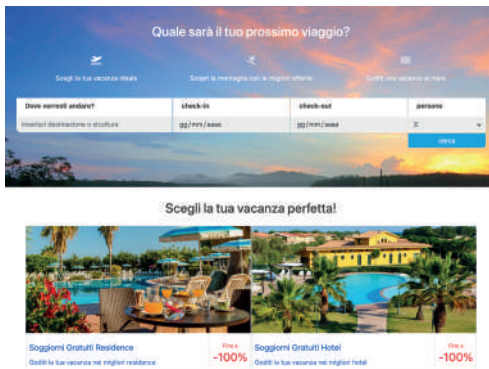 Quale sarà il tuo prossimo viaggio?
Scegli la tua vacanza ideale
Scopri la montagna con le migliori offerte
Goditi una vacanza al mare
Dove vorresti andare?
check-in
check-out
persone
Inserisci destinazione o struttura
gg/mm/aaaa
gg/mm/aaaa
2
cerca
Scegli la tua vacanza perfetta!
Soggiorni Gratuiti Residence
Fino a
-100%
Goditi la tua vacanza nei migliori residence
Soggiorni Gratuiti Hotel
Fino a
-100%
Goditi la tua vacanza nei migliori hotel